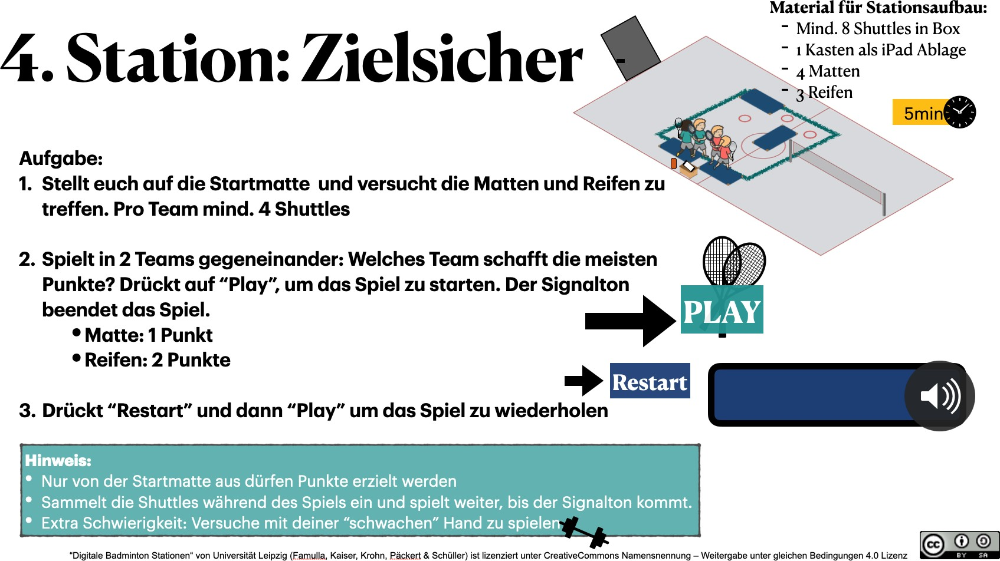 Material für Stationsaufbau:
- Mind. 8 Shuttles in Box
- 1 Kasten als iPad Ablage
- 4 Matten
- 3 Reifen
4. Station: Zielsicher
5min
Aufgabe:
1. Stellt euch auf die Startmatte  und versucht die Matten und Reifen zu
treffen. Pro Team mind. 4 Shuttles
2. Spielt in 2 Teams gegeneinander: Welches Team schafft die meisten
Punkte? Drückt auf “Play”, um das Spiel zu starten. Der Signalton
beendet das Spiel.
• Matte: 1 Punkt
• Reifen: 2 Punkte
PLAY
Restart
3. Drückt “Restart” und dann “Play” um das Spiel zu wiederholen
Hinweis:
• Nur von der Startmatte aus dürfen Punkte erzielt werden
• Sammelt die Shuttles während des Spiels ein und spielt weiter, bis der Signalton kommt.
• Extra Schwierigkeit: Versuche mit deiner “schwachen” Hand zu spielen
“Digitale Badminton Stationen“ von Universität Leipzig (Famulla, Kaiser, Krohn, Päckert & Schüller) ist lizenziert unter CreativeCommons Namensnennung – Weitergabe unter gleichen Bedingungen 4.0 Lizenz
cc BY SA